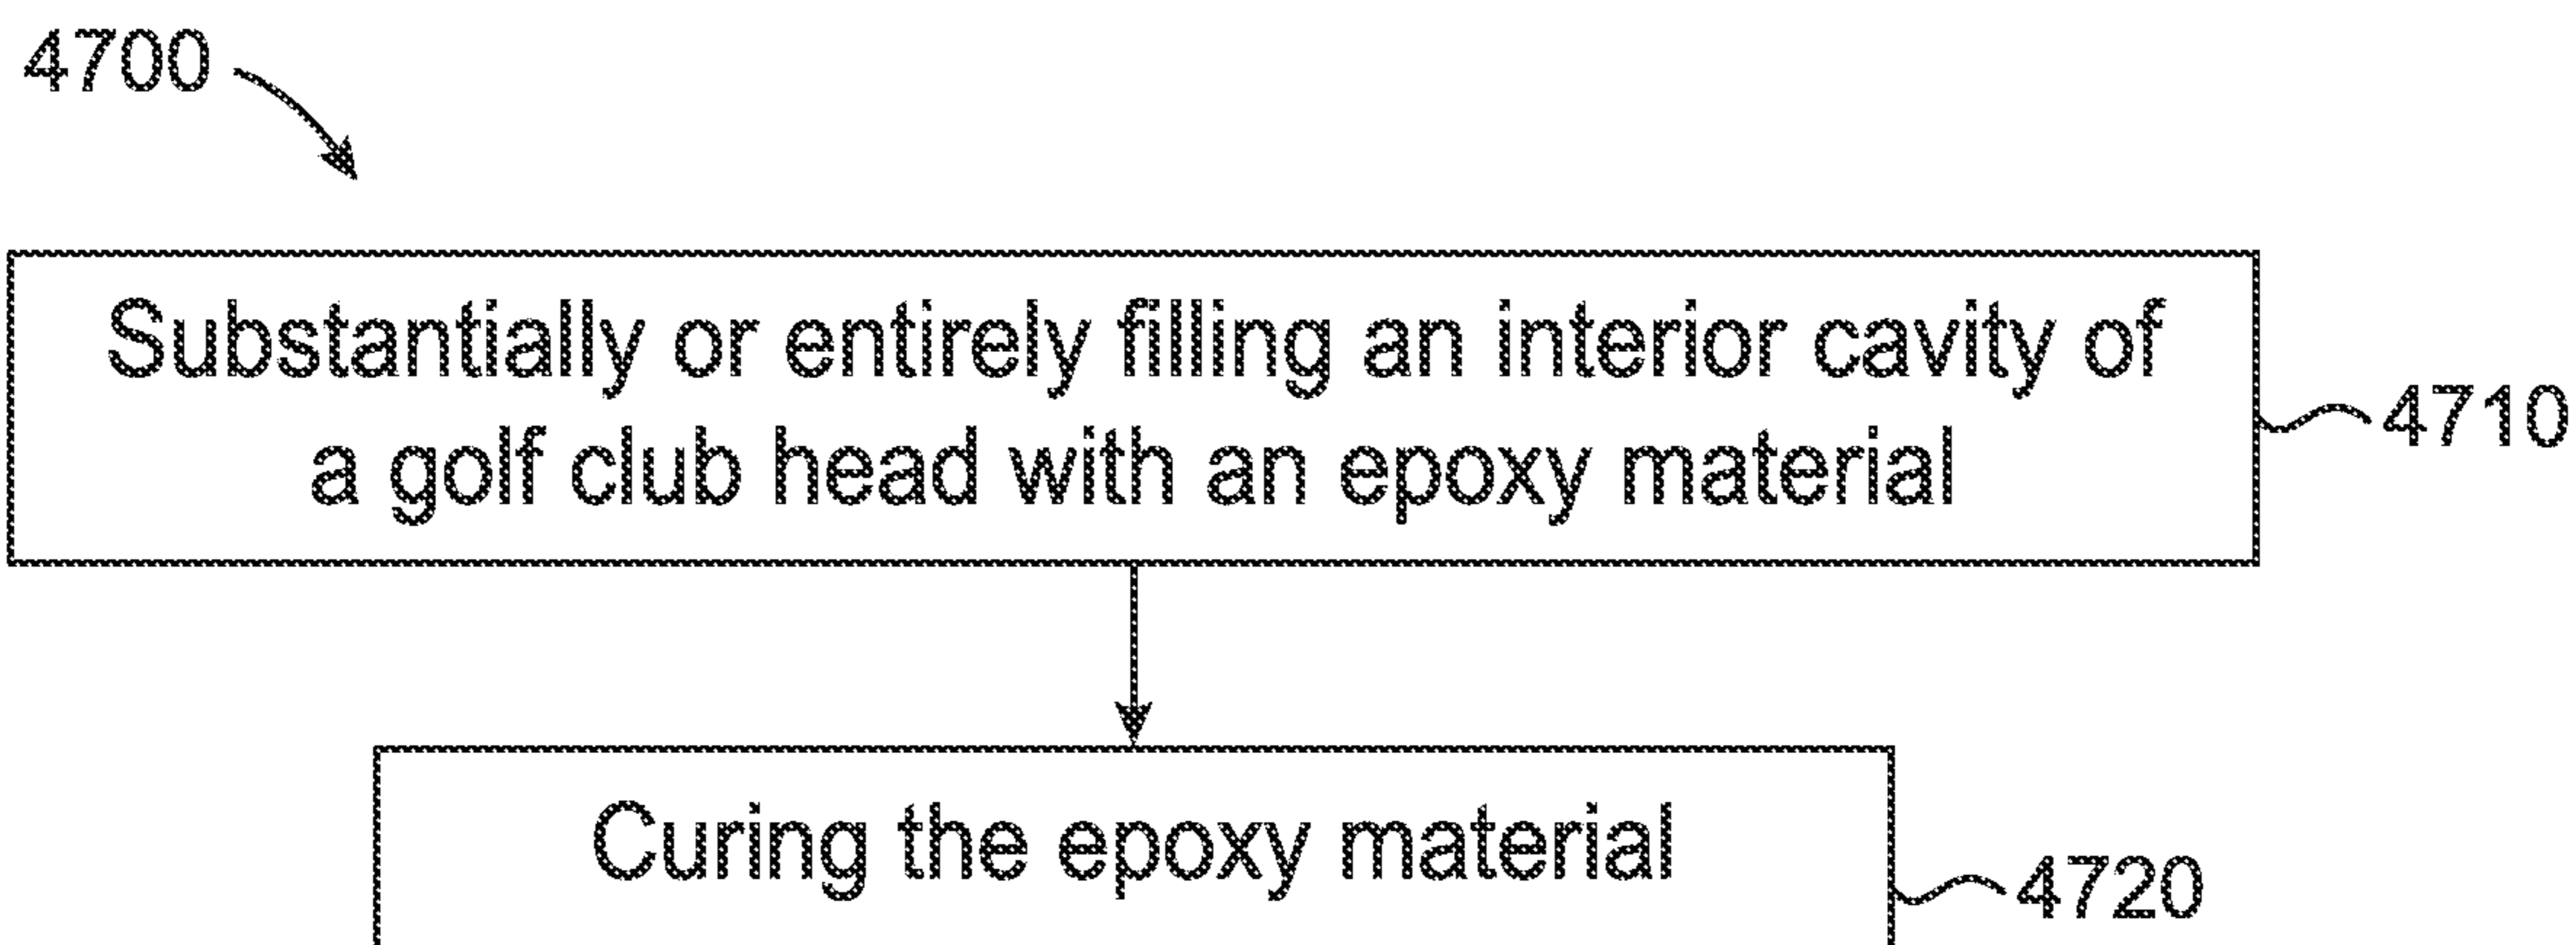 4700
Substantially or entirely filling an interior cavity of
a golf club head with an epoxy material
4710
Curing the epoxy material
4720